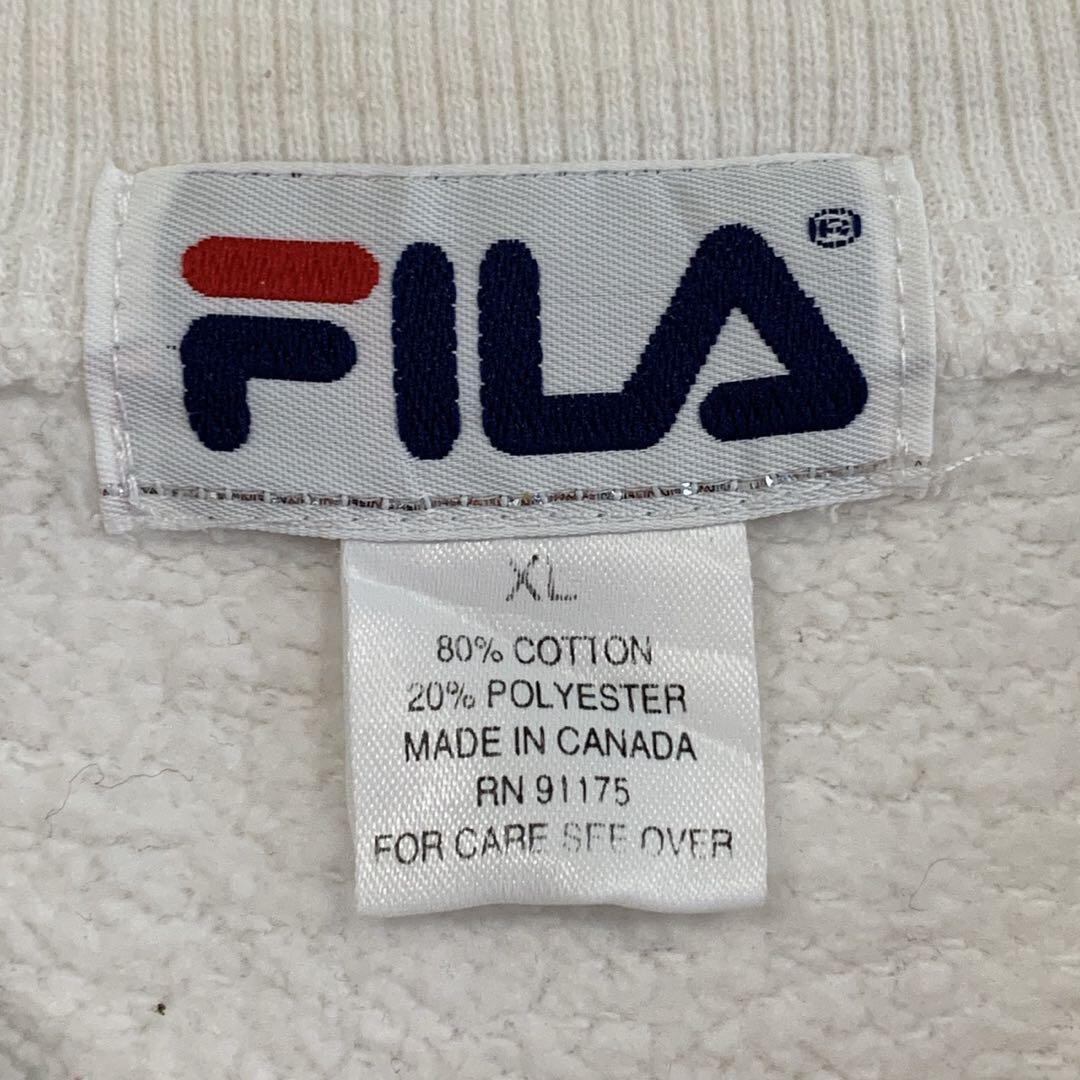 FILA®
XL
80% COTTON
20% POLYESTER
MADE IN CANADA
RN 91175
FOR CARE SEE OVER